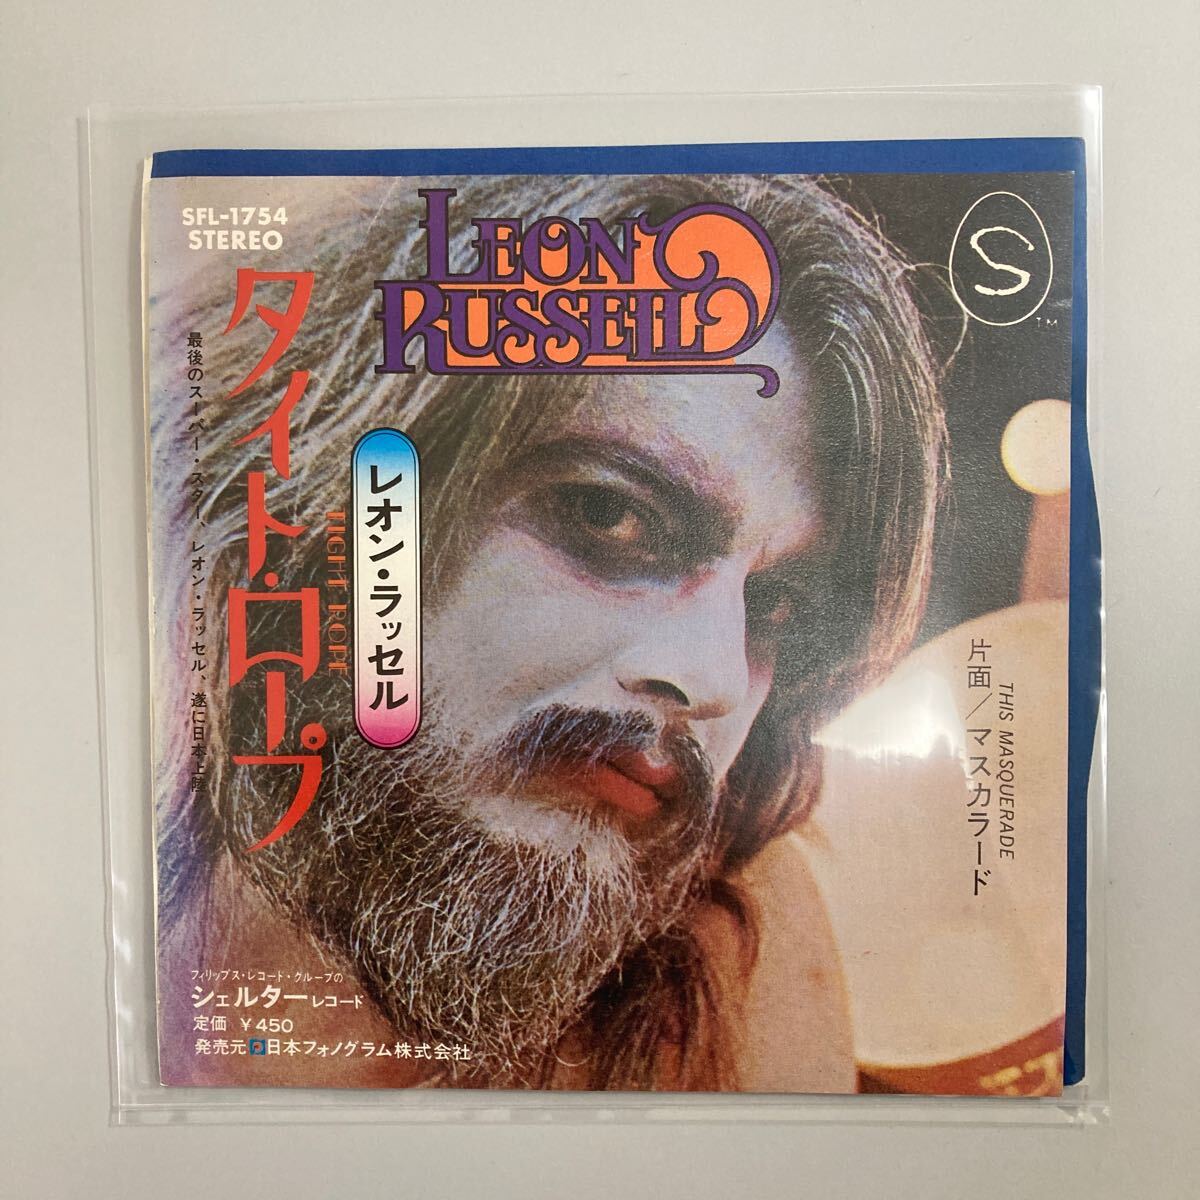 SFL-1754
STEREO
LEON
RUSSELL
S
TM
タイト・ロープ
TIGHT ROPE
レオン・ラッセル
最後のスーパー・スター、レオン・ラッセル、遂に日本上陸
THIS MASQUERADE
片面／マスカラード
フィリップス・レコード・グループの
シェルターレコード
定価 ￥450
発売元 日本フォノグラム株式会社